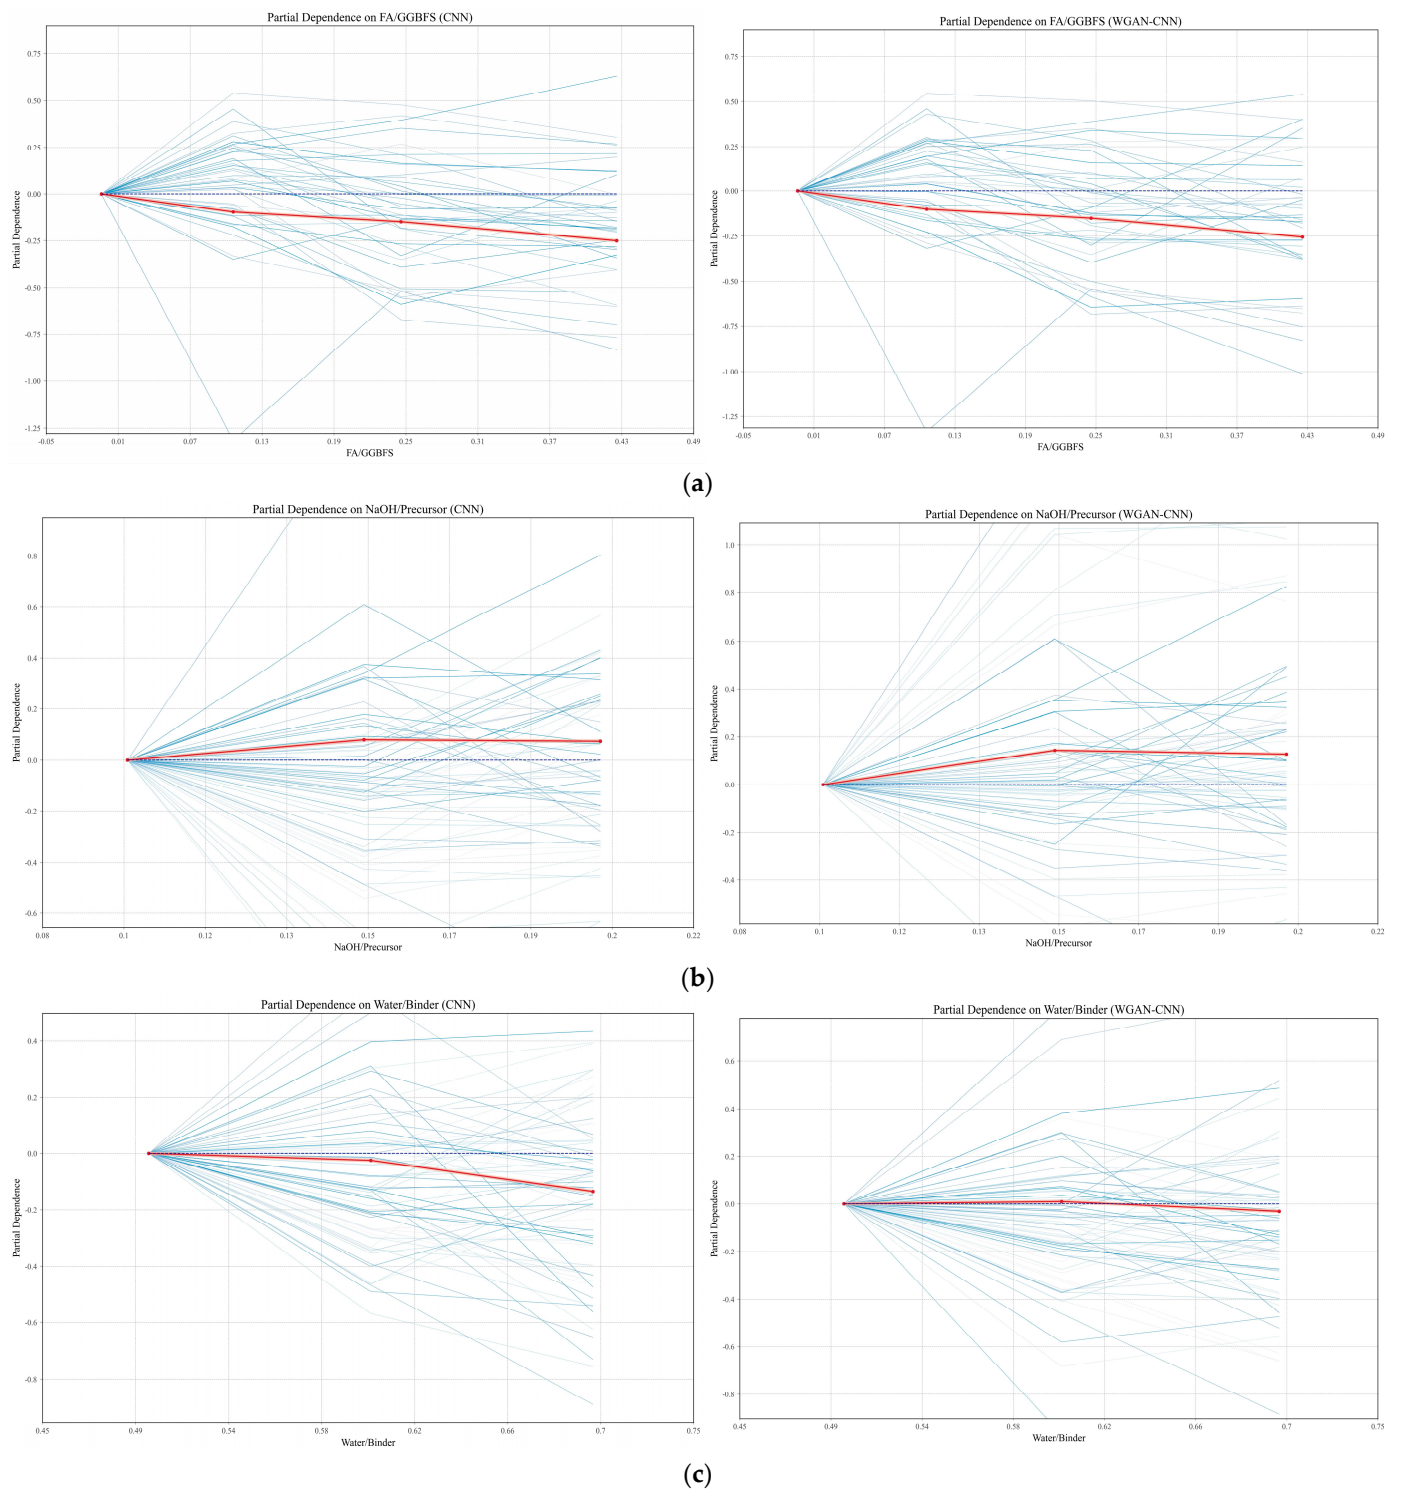 Partial Dependence on FA/GGBFS (CNN)
Partial Dependence
0.75
0.50
0.25
0.00
-0.25
-0.50
-0.75
-1.00
-1.25
-0.05 0.01 0.07 0.13 0.19 0.25 0.31 0.37 0.43 0.49
FA/GGBFS
Partial Dependence on FA/GGBFS (WGAN-CNN)
Partial Dependence
0.75
0.50
0.25
0.00
-0.25
-0.50
-0.75
-1 00
-1.25
-0.05 0.01 0.07 0.13 0.19 0.25 0.31 0.37 0.43 0.49
FA/GGBFS
(a)
Partial Dependence on NaOH/Precursor (CNN)
Partial Dependence
0.8
0.6
0.4
0.2
0.0
-0.2
-0.4
-0.6
0.08 0.1 0.12 0.13 0.15 0.17 0.19 0.2 0.22
NaOH/Precursor
Partial Dependence on NaOH/Precursor (WGAN-CNN)
Partial Dependence
1.0
0.8
0.6
0.4
0.2
0.0
-0.2
-0.4
0.08 0.1 0.12 0.13 0.15 0.17 0.19 0.2 0.22
NaOH/Precursor
(b)
Partial Dependence on Water/Binder (CNN)
Partial Dependence
0.4
0.2
0.0
-0.2
-0.4
-0.6
-0.8
0.45 0.49 0.54 0.58 0.62 0.66 0.7 0.75
Water/Binder
Partial Dependence on Water/Binder (WGAN-CNN)
Partial Dependence
0.6
0.4
0.2
0.0
-0.2
-0.4
-0.6
-0.8
0.45 0.49 0.54 0.58 0.62 0.66 0.7 0.75
Water/Binder
(c)